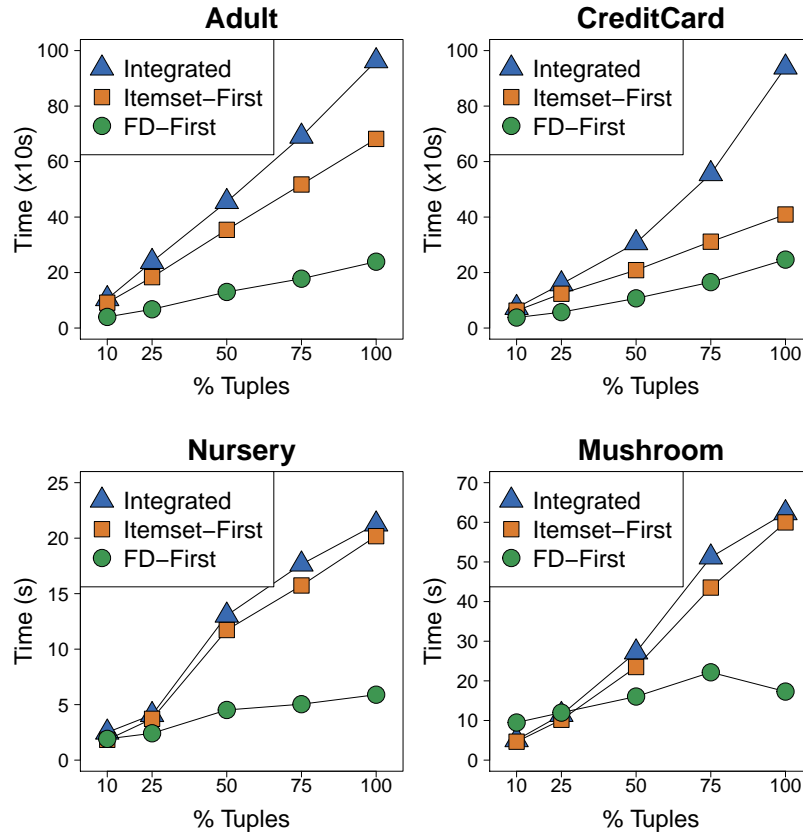 Adult
Time (x10s)
100
80
60
40
20
0
Integrated
Itemset-First
FD-First
10 25 50 75 100
% Tuples
CreditCard
Time (x10s)
100
80
60
40
20
0
Integrated
Itemset-First
FD-First
10 25 50 75 100
% Tuples
Nursery
Time (s)
25
20
15
10
5
0
Integrated
Itemset-First
FD-First
10 25 50 75 100
% Tuples
Mushroom
Time (s)
70
60
50
40
30
20
10
0
Integrated
Itemset-First
FD-First
10 25 50 75 100
% Tuples